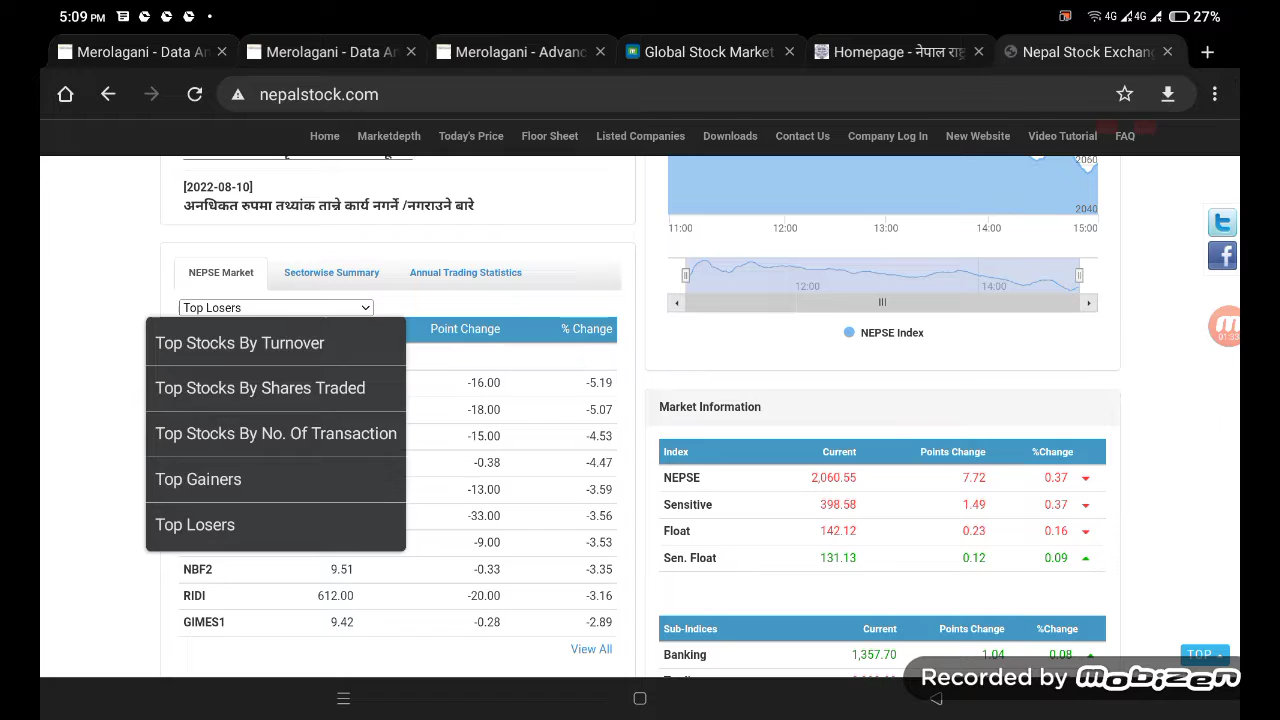 5:09 PM
4G 4G 27%
Merolagani - Data An
Merolagani - Data An
Merolagani - Advanc
Global Stock Market
Homepage - नेपाल राष्ट्र
Nepal Stock Exchang
nepalstock.com
Home Marketdepth Today's Price Floor Sheet Listed Companies Downloads Contact Us Company Log In New Website Video Tutorial FAQ
[2022-08-10]
अनधिकत रुपमा तथ्यांक तान्ने कार्य नगर्ने /नगराउने बारे
2060
2040
11:00 12:00 13:00 14:00 15:00
12:00 14:00
NEPSE Index
NEPSE Market Sectorwise Summary Annual Trading Statistics
Top Losers
Point Change % Change
Top Stocks By Turnover
Top Stocks By Shares Traded
Top Stocks By No. Of Transaction
Top Gainers
Top Losers
-16.00 -5.19
-18.00 -5.07
-15.00 -4.53
-0.38 -4.47
-13.00 -3.59
-33.00 -3.56
-9.00 -3.53
NBF2 9.51 -0.33 -3.35
RIDI 612.00 -20.00 -3.16
GIMES1 9.42 -0.28 -2.89
View All
Market Information
Index Current Points Change %Change
NEPSE 2,060.55 7.72 0.37
Sensitive 398.58 1.49 0.37
Float 142.12 0.23 0.16
Sen. Float 131.13 0.12 0.09
Sub-Indices Current Points Change %Change
Banking 1,357.70 1.04 0.08
01:33
TOP
Recorded by Mobizen